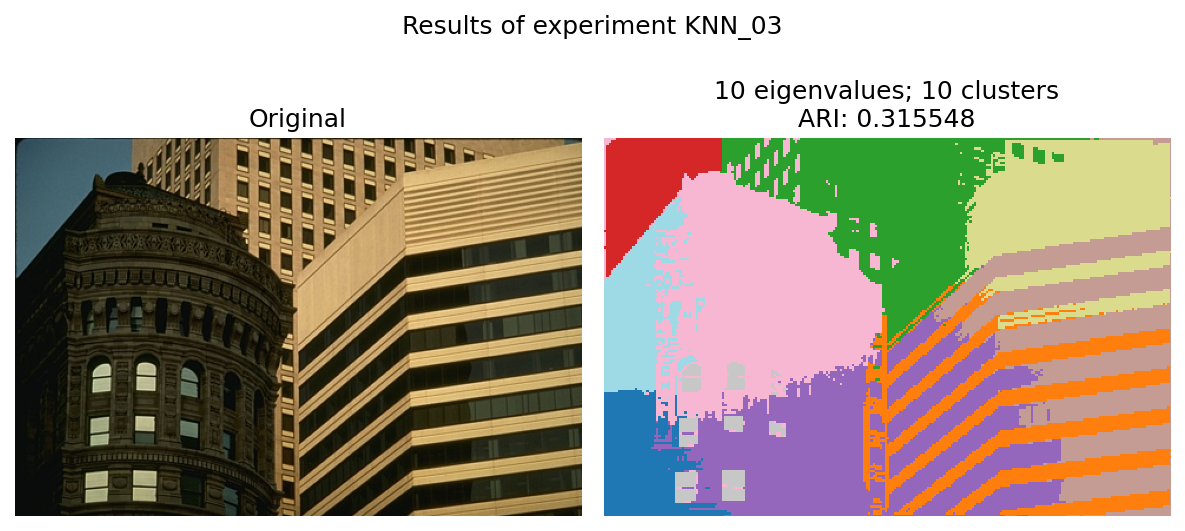 Results of experiment KNN_03
Original
10 eigenvalues; 10 clusters
ARI: 0.315548